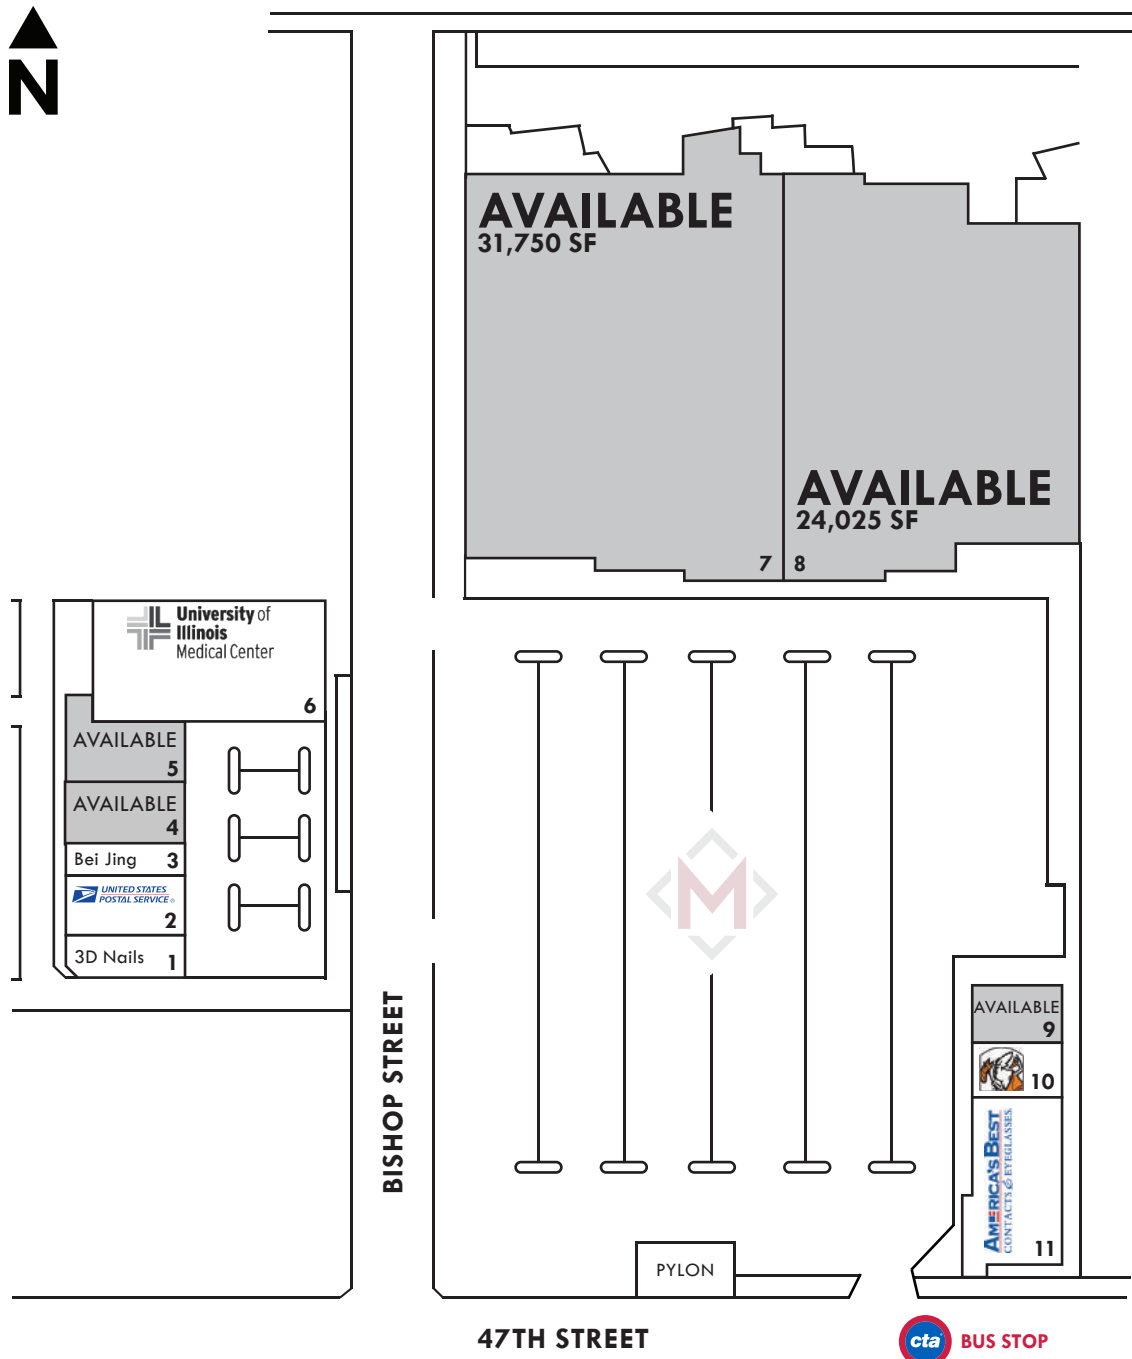 N
AVAILABLE
31,750 SF
AVAILABLE
24,025 SF
7
8
University of
Illinois
Medical Center
6
AVAILABLE
5
AVAILABLE
4
Bei Jing 3
UNITED STATES
POSTAL SERVICE®
2
3D Nails 1
BISHOP STREET
M
AVAILABLE
9
10
AMERICA'S BEST
CONTACTS & EYEGLASSES
11
PYLON
47TH STREET
cta BUS STOP